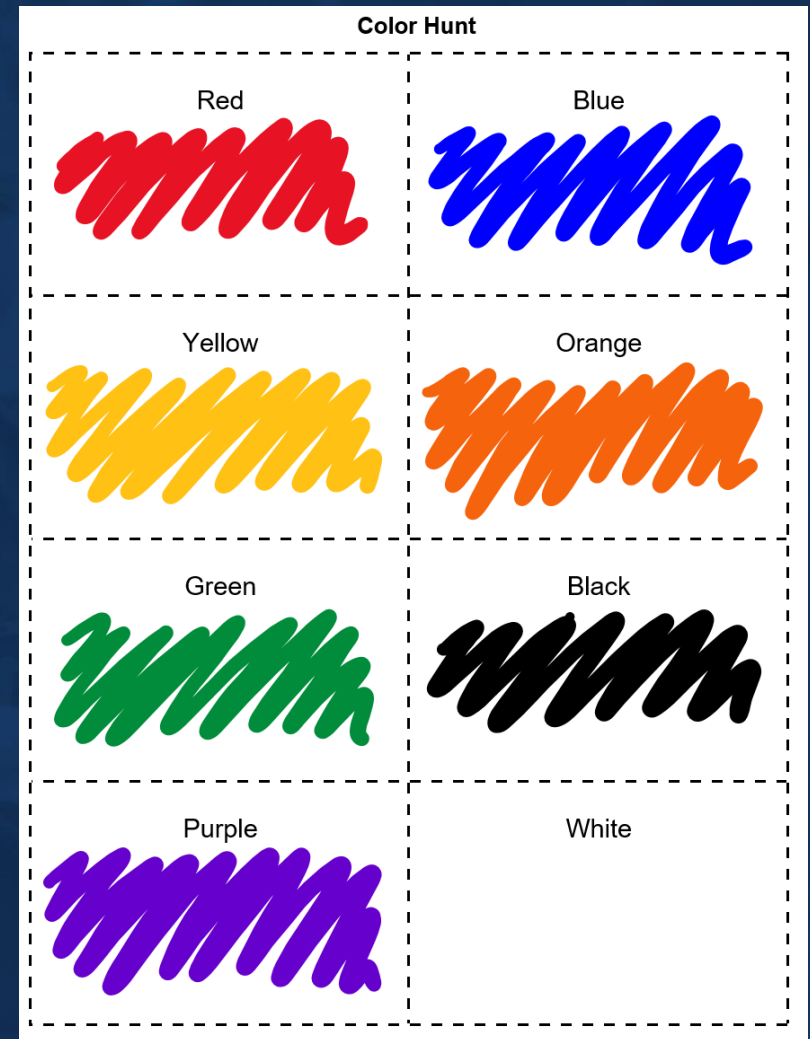 Color Hunt
Red
Blue
Yellow
Orange
Green
Black
Purple
White